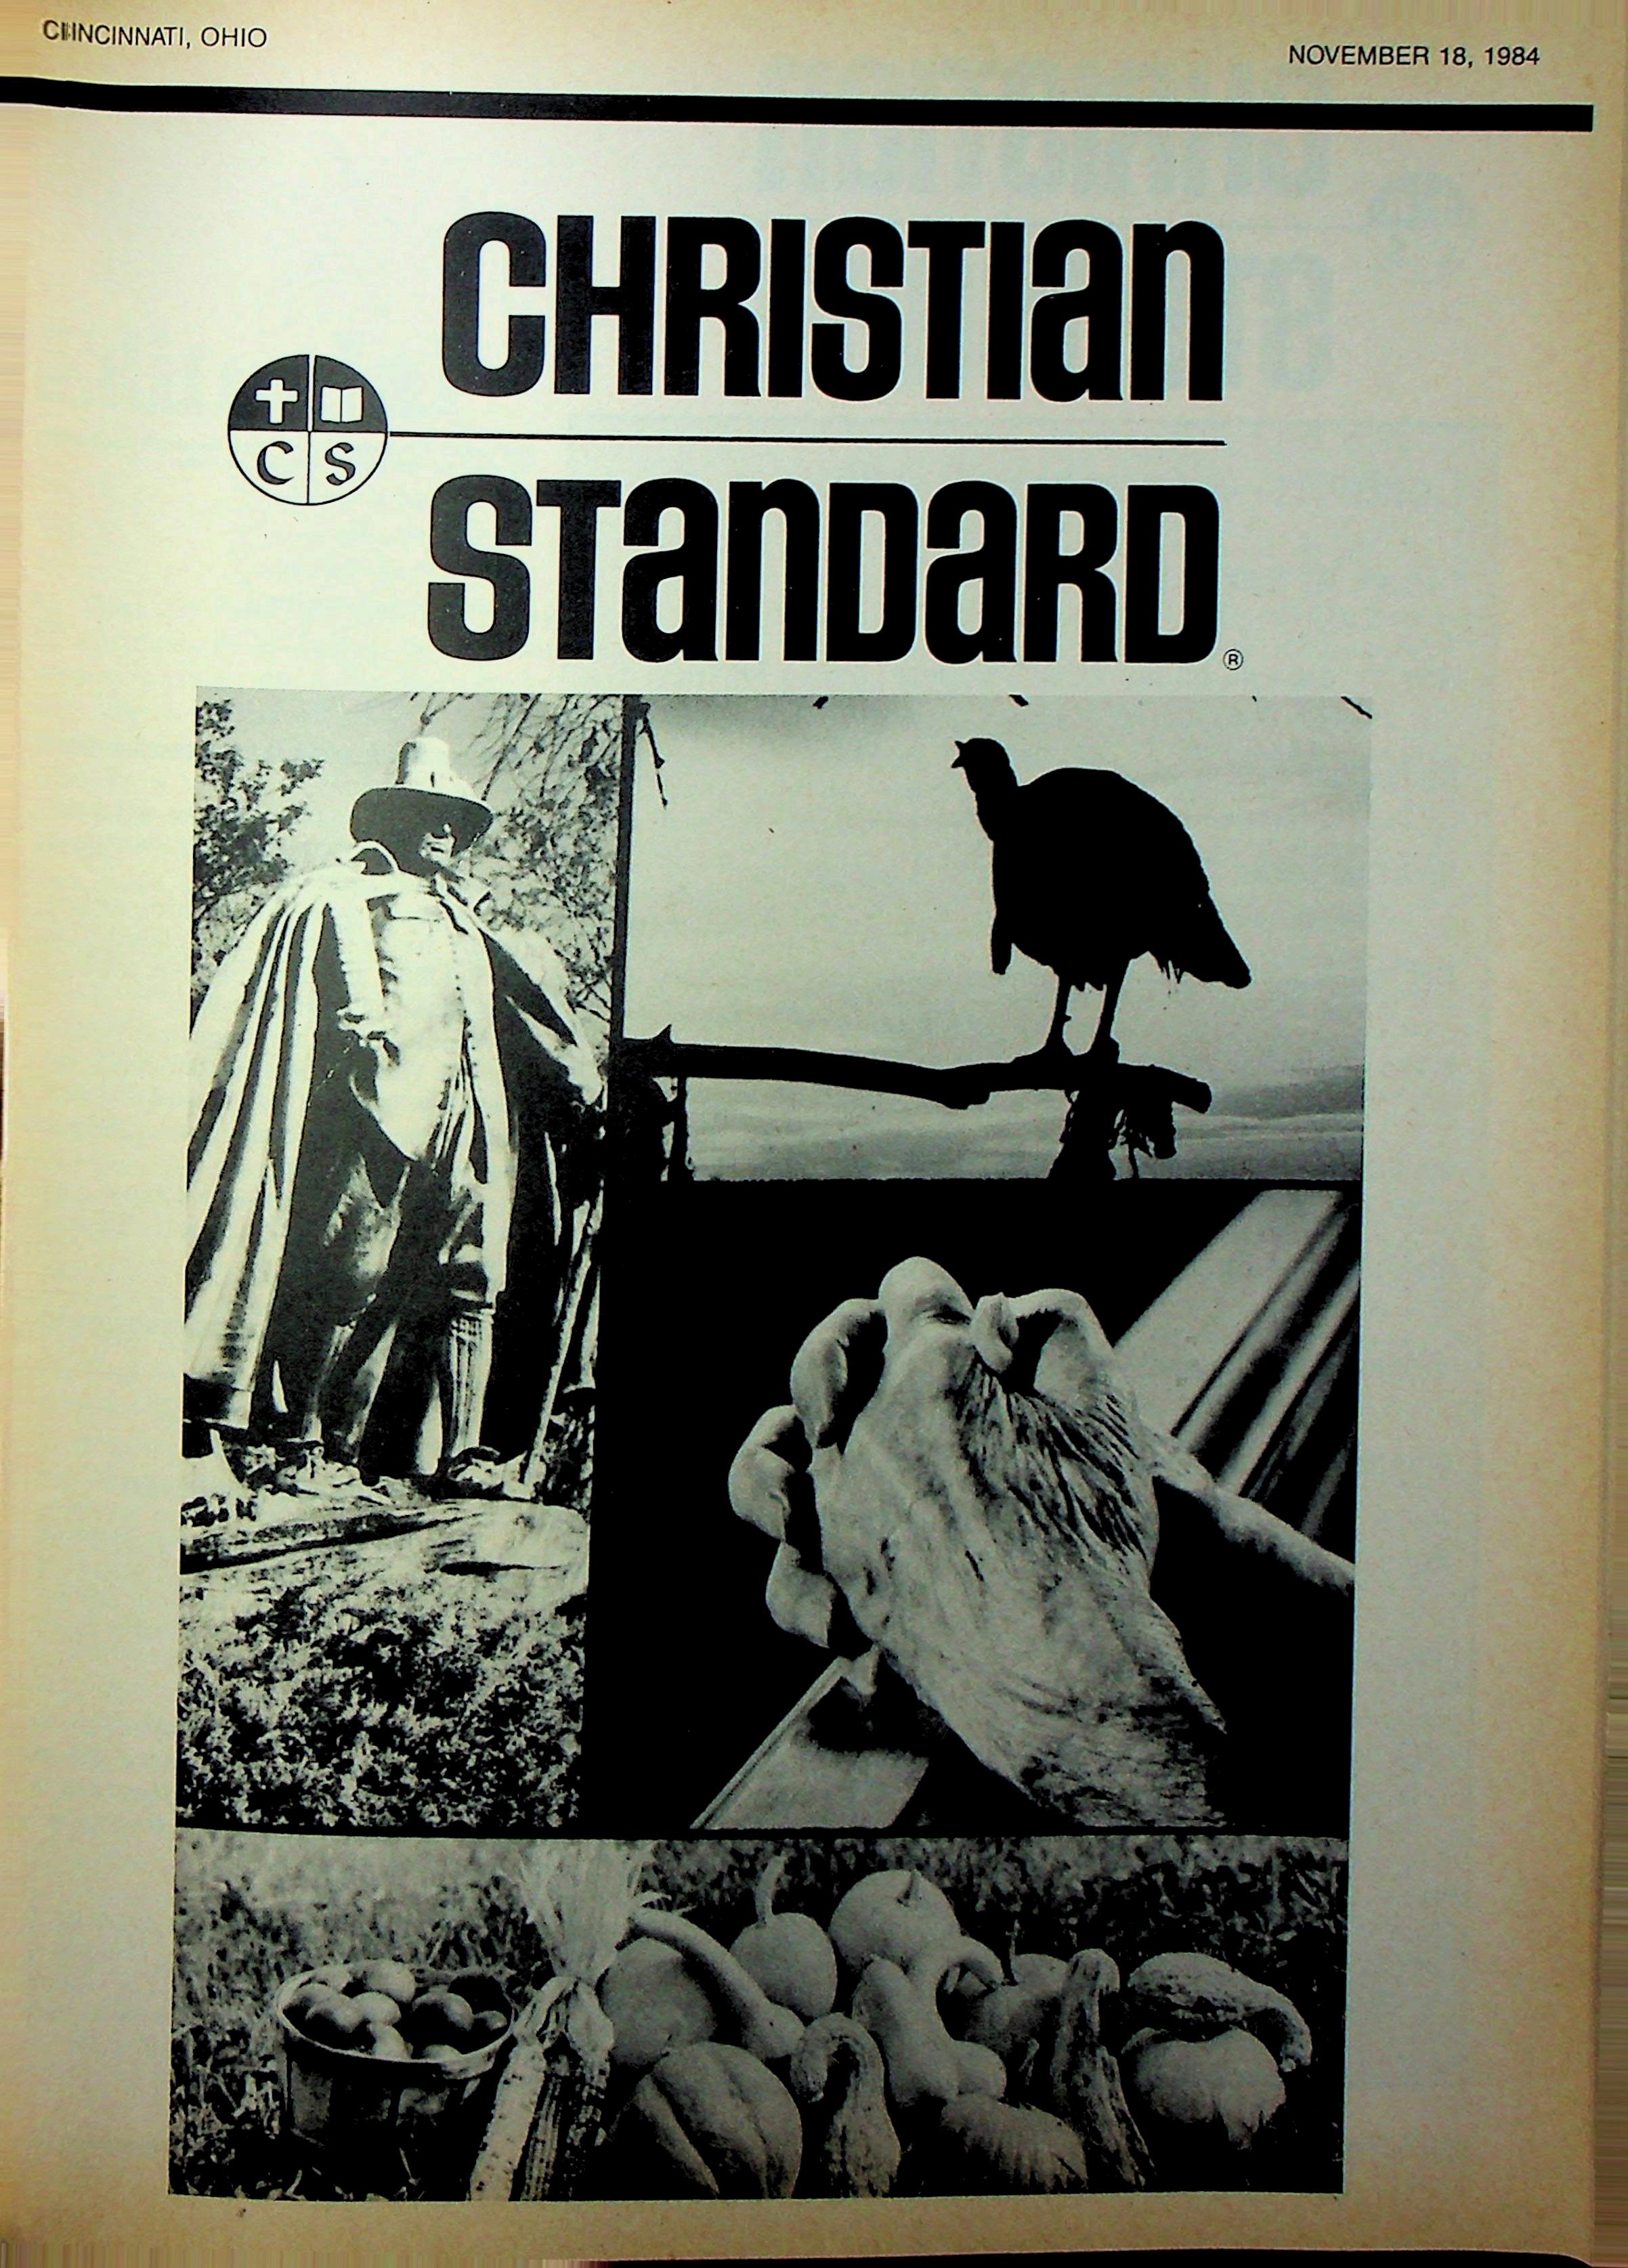 CINCINNATI, OHIO
NOVEMBER 18, 1984
CHRISTIAN
C S
STANDARD®